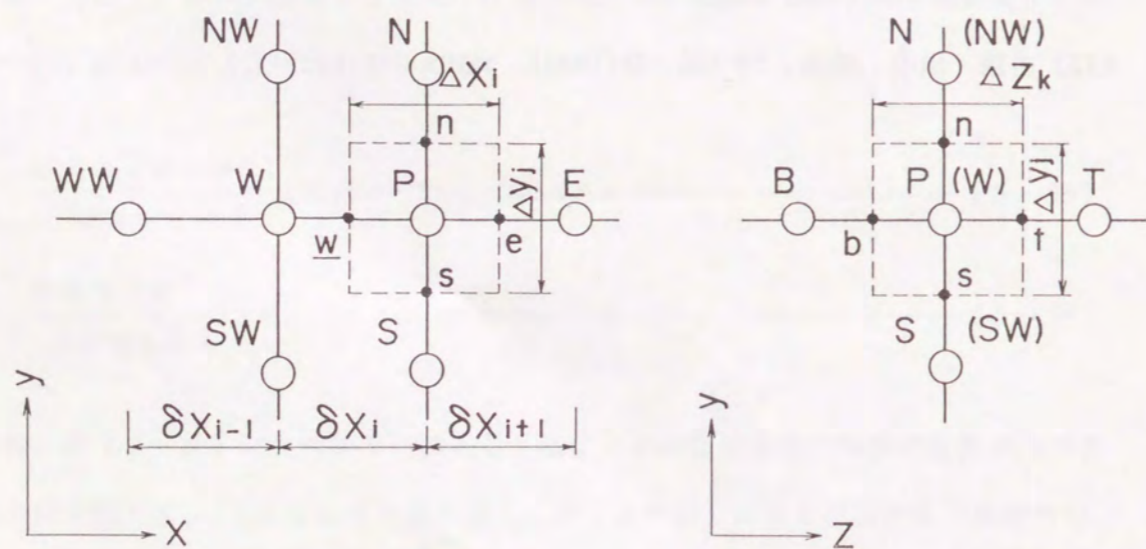 NW N
ΔXi
n
WW W P E
Δyj
w e
s
SW S
y
δXi-1 δXi δXi+1
X
N (NW)
ΔZk
n
B P (W) T
Δyj
b t
s
S (SW)
y
Z